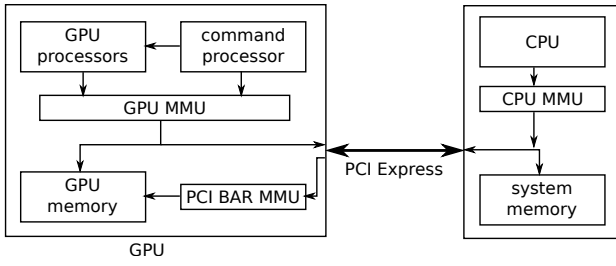 GPU
processors
command
processor
GPU MMU
GPU
memory
PCI BAR MMU
GPU
PCI Express
CPU
CPU MMU
system
memory